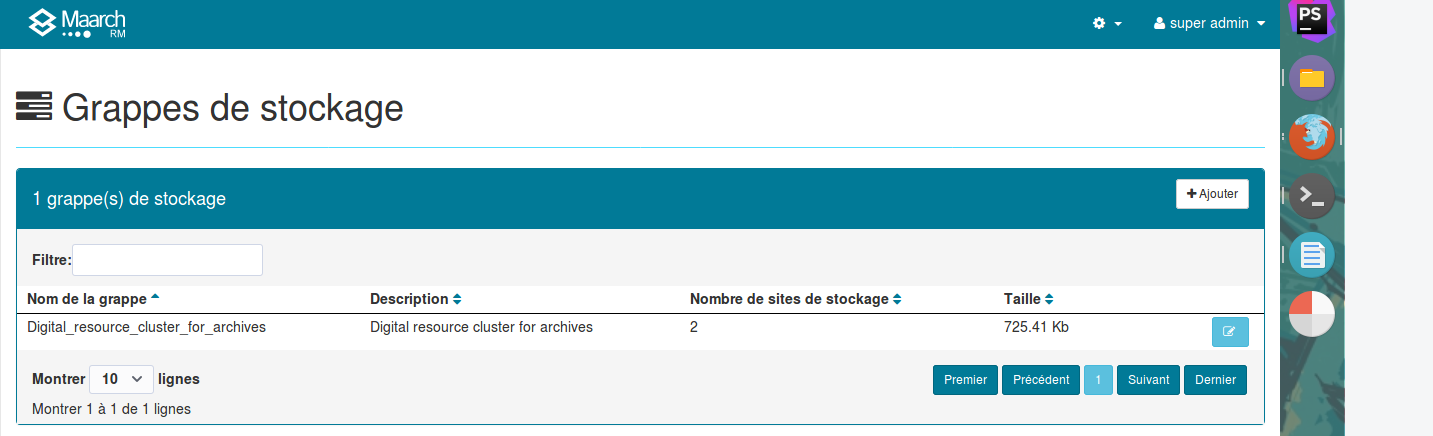 Maarch
RM
super admin
PS
Grappes de stockage
1 grappe(s) de stockage
Ajouter
Filtre:
Nom de la grappe Description Nombre de sites de stockage Taille
Digital_resource_cluster_for_archives Digital resource cluster for archives 2 725.41 Kb
Montrer 10 lignes
Premier Précédent 1 Suivant Dernier
Montrer 1 à 1 de 1 lignes